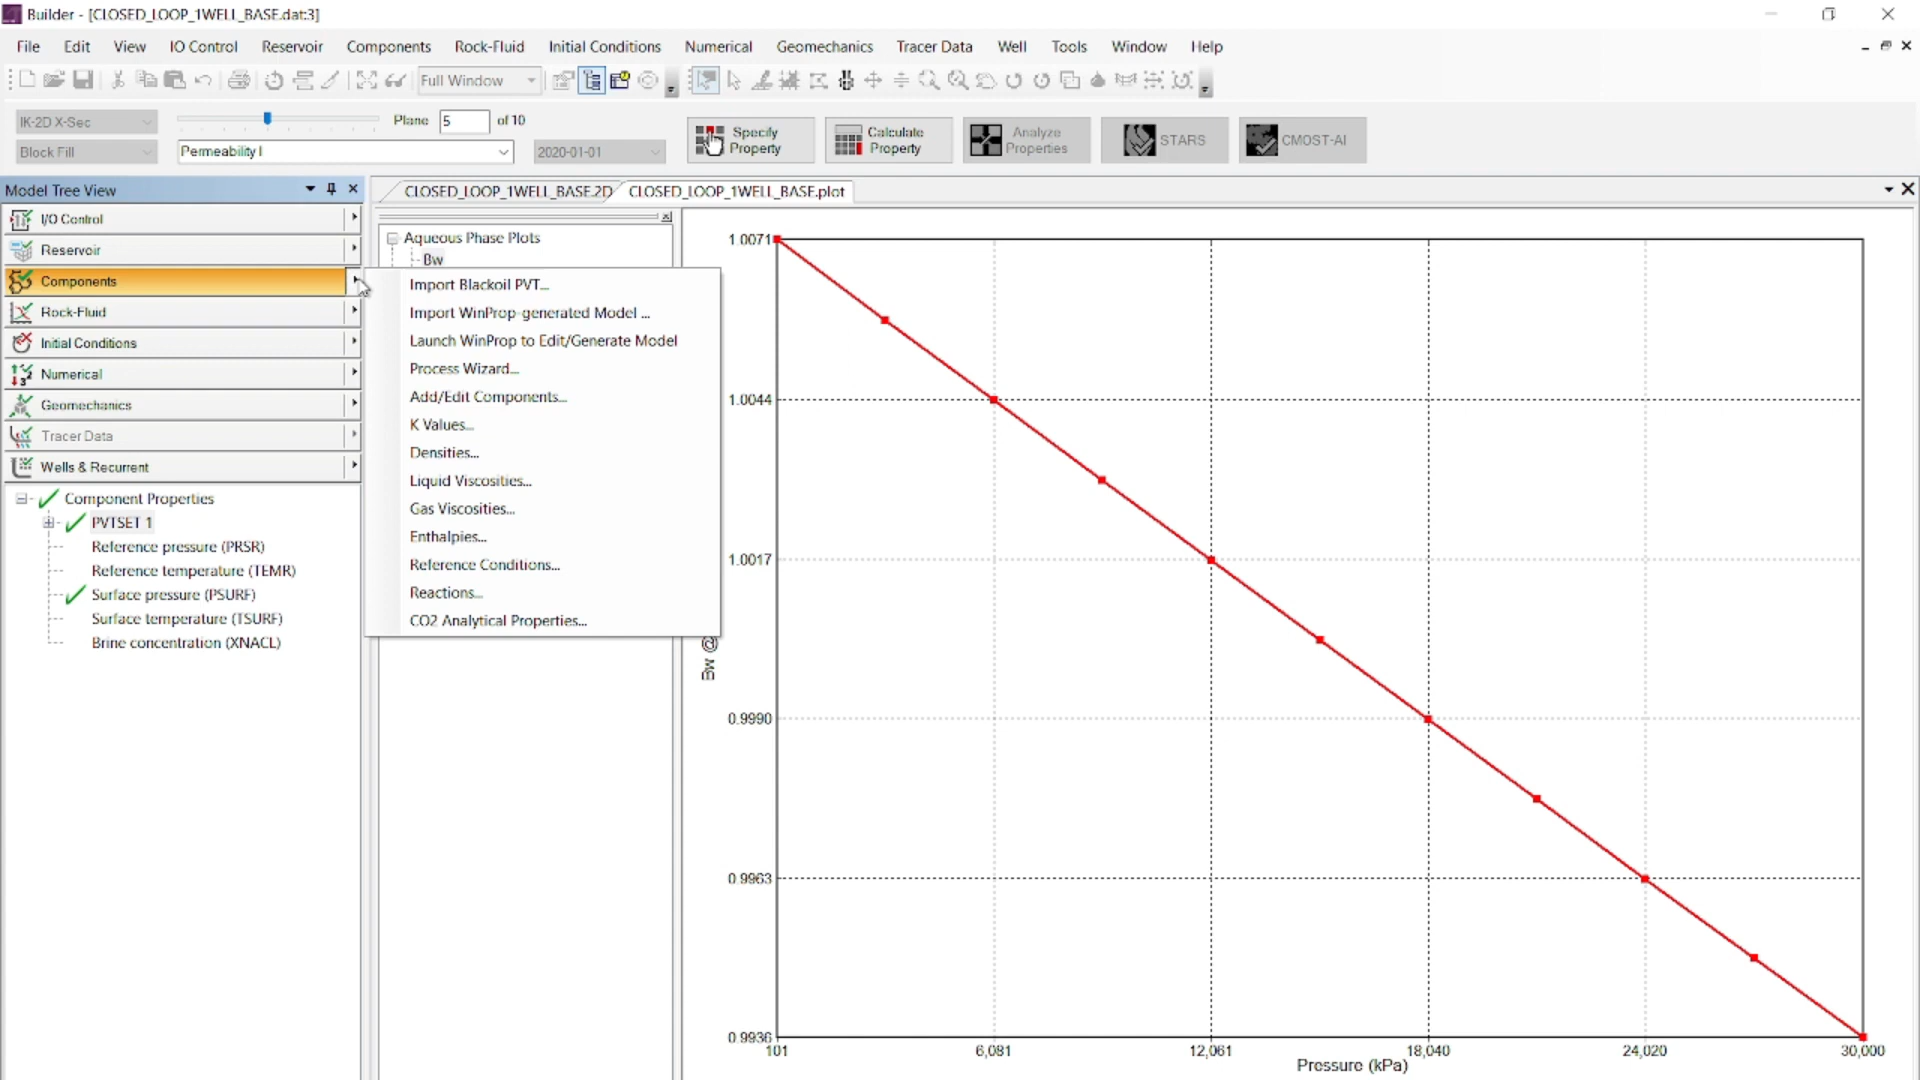 Builder - [CLOSED_LOOP_1WELL_BASE.dat:3]
File Edit View IO Control Reservoir Components Rock-Fluid Initial Conditions Numerical Geomechanics Tracer Data Well Tools Window Help
Full Window
IK-2D X-Sec Plane 5 of 10
Block Fill Permeability I 2020-01-01
Specify Property
Calculate Property
Analyze Properties
STARS
CMOST-AI
Model Tree View
I/O Control
Reservoir
Components
Rock-Fluid
Initial Conditions
Numerical
Geomechanics
Tracer Data
Wells & Recurrent
Component Properties
PVTSET 1
Reference pressure (PRSR)
Reference temperature (TEMR)
Surface pressure (PSURF)
Surface temperature (TSURF)
Brine concentration (XNACL)
CLOSED_LOOP_1WELL_BASE.2D CLOSED_LOOP_1WELL_BASE.plot
Aqueous Phase Plots
Bw
Import Blackoil PVT...
Import WinProp-generated Model ...
Launch WinProp to Edit/Generate Model
Process Wizard...
Add/Edit Components...
K Values...
Densities...
Liquid Viscosities...
Gas Viscosities...
Enthalpies...
Reference Conditions...
Reactions...
CO2 Analytical Properties...
1.0071
1.0044
1.0017
0.9990
0.9963
0.9936
Bw @
101 6,081 12,061 18,040 24,020 30,000
Pressure (kPa)